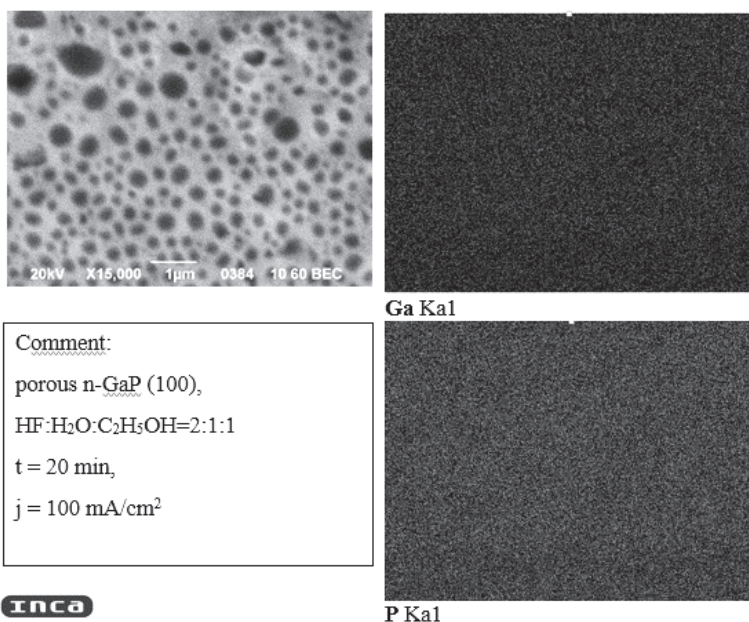 20kV X15,000 1μm 0384 10 60 BEC
Ga Ka1
Comment:
porous n-GaP (100),
HF:H₂O:C₂H₅OH=2:1:1
t = 20 min,
j = 100 mA/cm²
inca
P Ka1